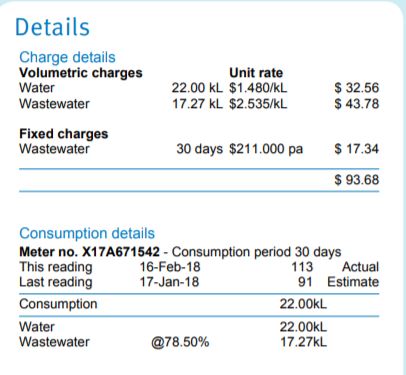 Details
Charge details
Volumetric charges Unit rate
Water 22.00 kL $1.480/kL $ 32.56
Wastewater 17.27 kL $2.535/kL $ 43.78
Fixed charges
Wastewater 30 days $211.000 pa $ 17.34
$ 93.68
Consumption details
Meter no. X17A671542 - Consumption period 30 days
This reading 16-Feb-18 113 Actual
Last reading 17-Jan-18 91 Estimate
Consumption 22.00kL
Water 22.00kL
Wastewater @78.50% 17.27kL